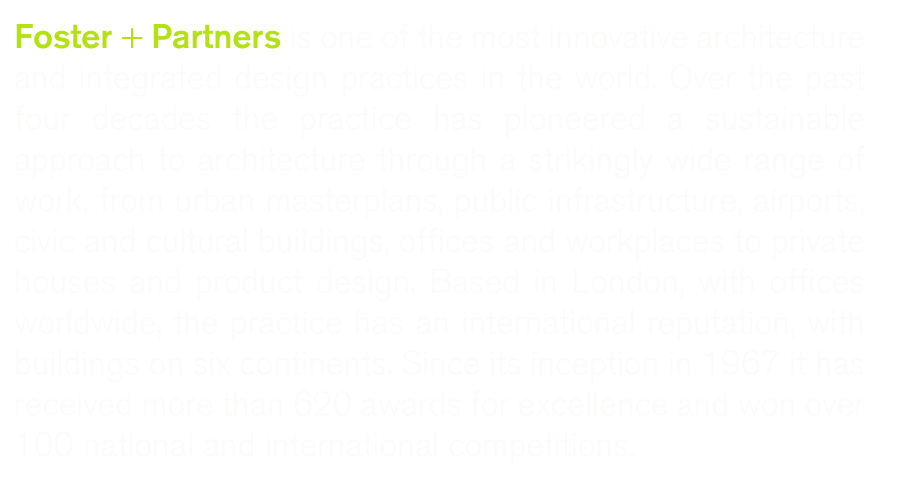 Foster + Partners is one of the most innovative architecture
and integrated design practices in the world. Over the past
four decades the practice has pioneered a sustainable
approach to architecture through a strikingly wide range of
work, from urban masterplans, public infrastructure, airports,
civic and cultural buildings, offices and workplaces to private
houses and product design. Based in London, with offices
worldwide, the practice has an international reputation, with
buildings on six continents. Since its inception in 1967 it has
received more than 620 awards for excellence and won over
100 national and international competitions.